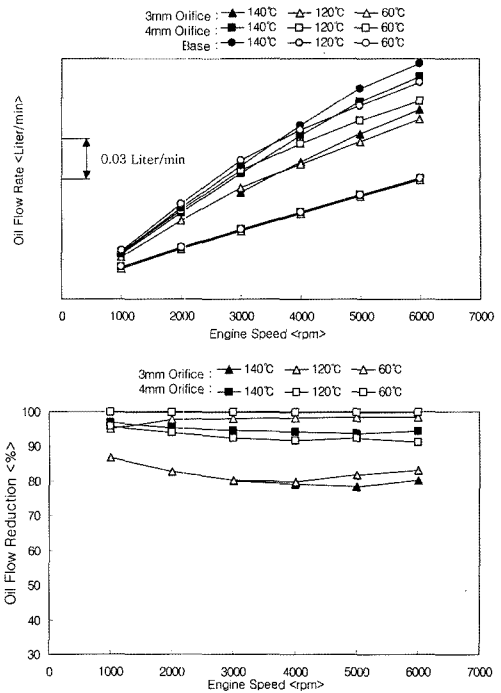 3mm Orifice : 140℃ 120℃ 60℃
4mm Orifice : 140℃ 120℃ 60℃
Base : 140℃ 120℃ 60℃
Oil Flow Rate <Liter/min>
0.03 Liter/min
0 1000 2000 3000 4000 5000 6000 7000
Engine Speed <rpm>
3mm Orifice : 140℃ 120℃ 60℃
4mm Orifice : 140℃ 120℃ 60℃
Oil Flow Reduction <%>
100
90
80
70
60
50
40
30
0 1000 2000 3000 4000 5000 6000 7000
Engine Speed <rpm>